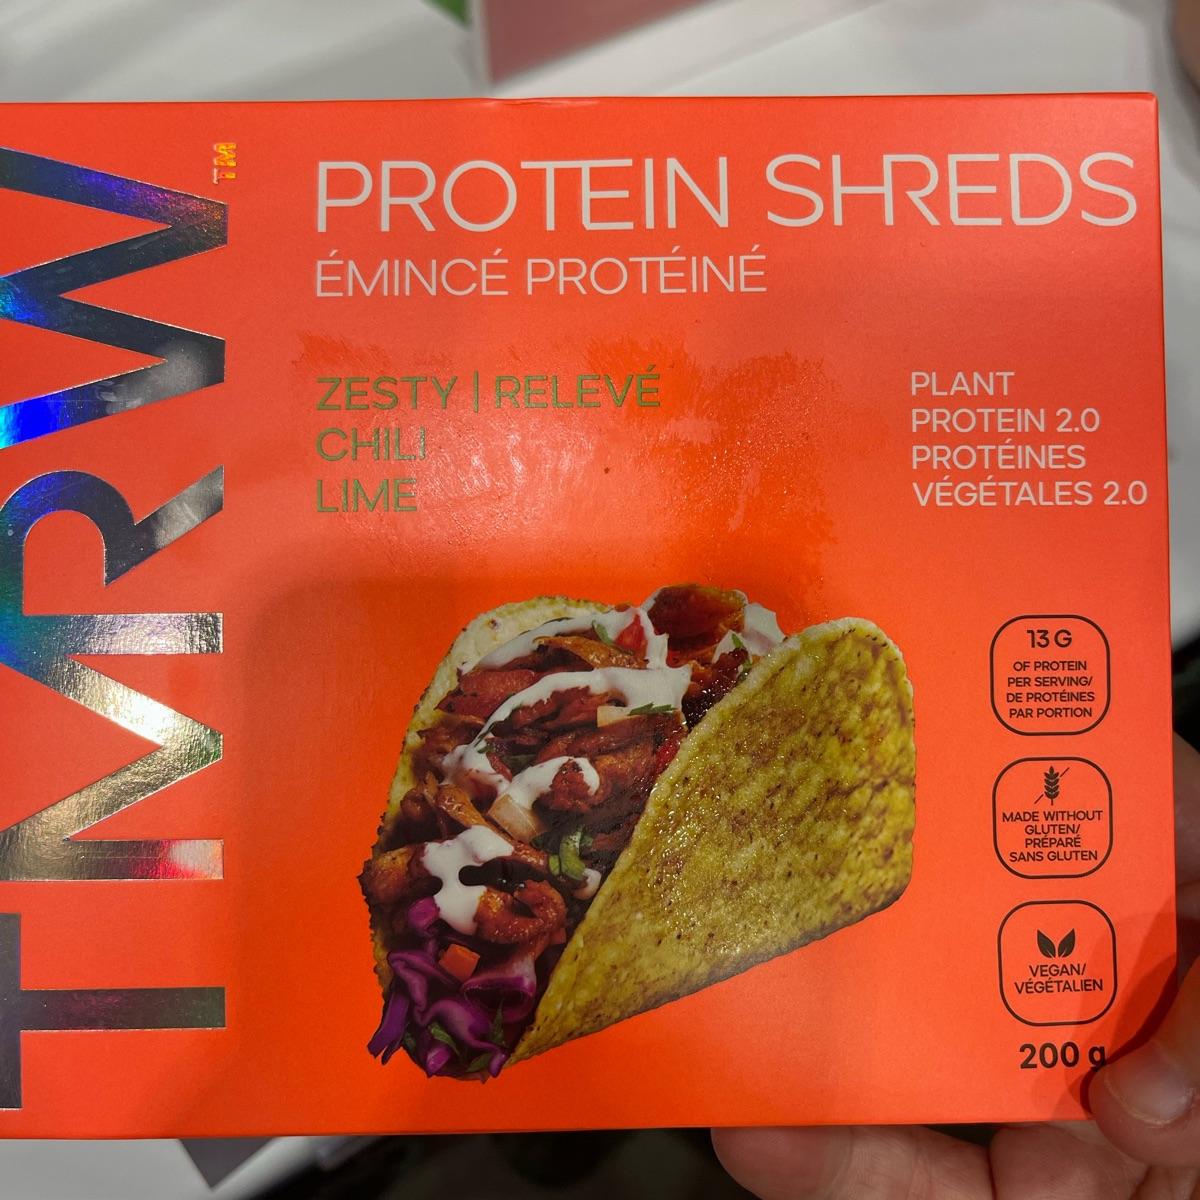 TMRW™
PROTEIN SHREDS
ÉMINCÉ PROTÉINÉ
ZESTY | RELEVÉ
CHILI
LIME
PLANT
PROTEIN 2.0
PROTÉINES
VÉGÉTALES 2.0
13 G
OF PROTEIN
PER SERVING/
DE PROTÉINES
PAR PORTION
MADE WITHOUT
GLUTEN/
PRÉPARÉ
SANS GLUTEN
VEGAN/
VÉGÉTALIEN
200 g